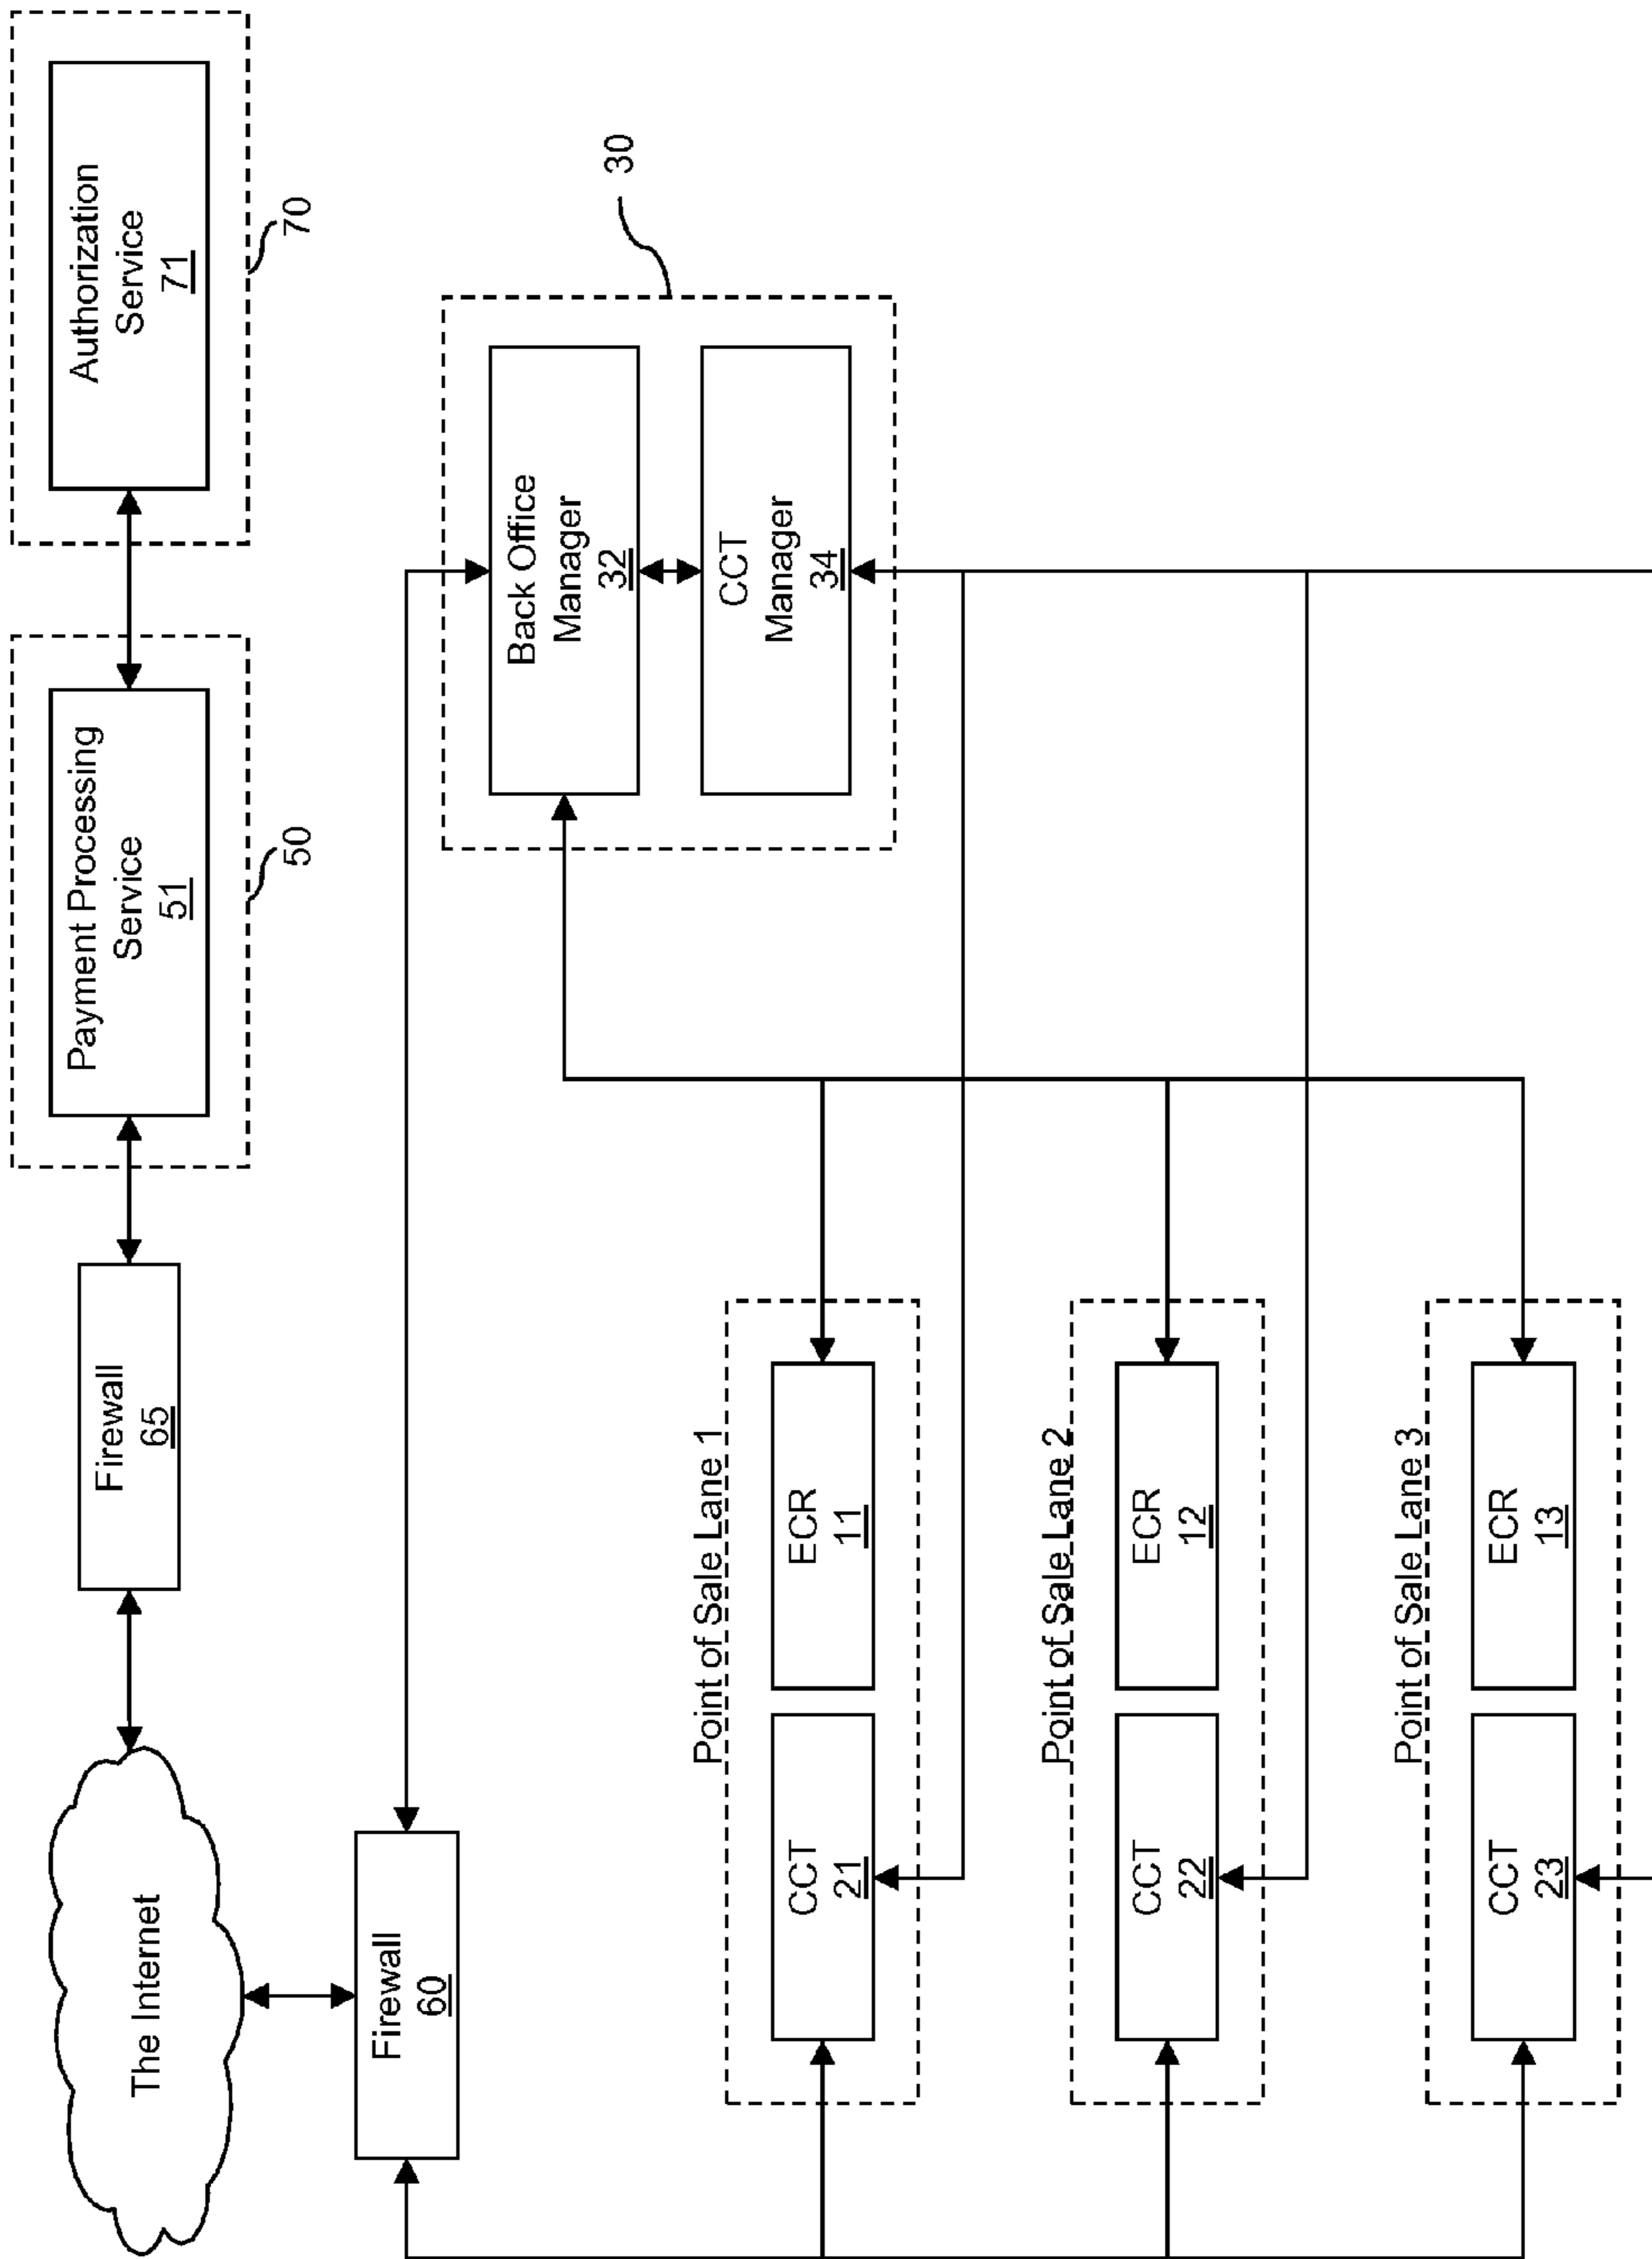 The Internet
Firewall
65
Payment Processing
Service
51
50
Authorization
Service
71
70
Firewall
60
Back Office
Manager
32
CCT
Manager
34
30
Point of Sale Lane 1
CCT
21
ECR
11
Point of Sale Lane 2
CCT
22
ECR
12
Point of Sale Lane 3
CCT
23
ECR
13